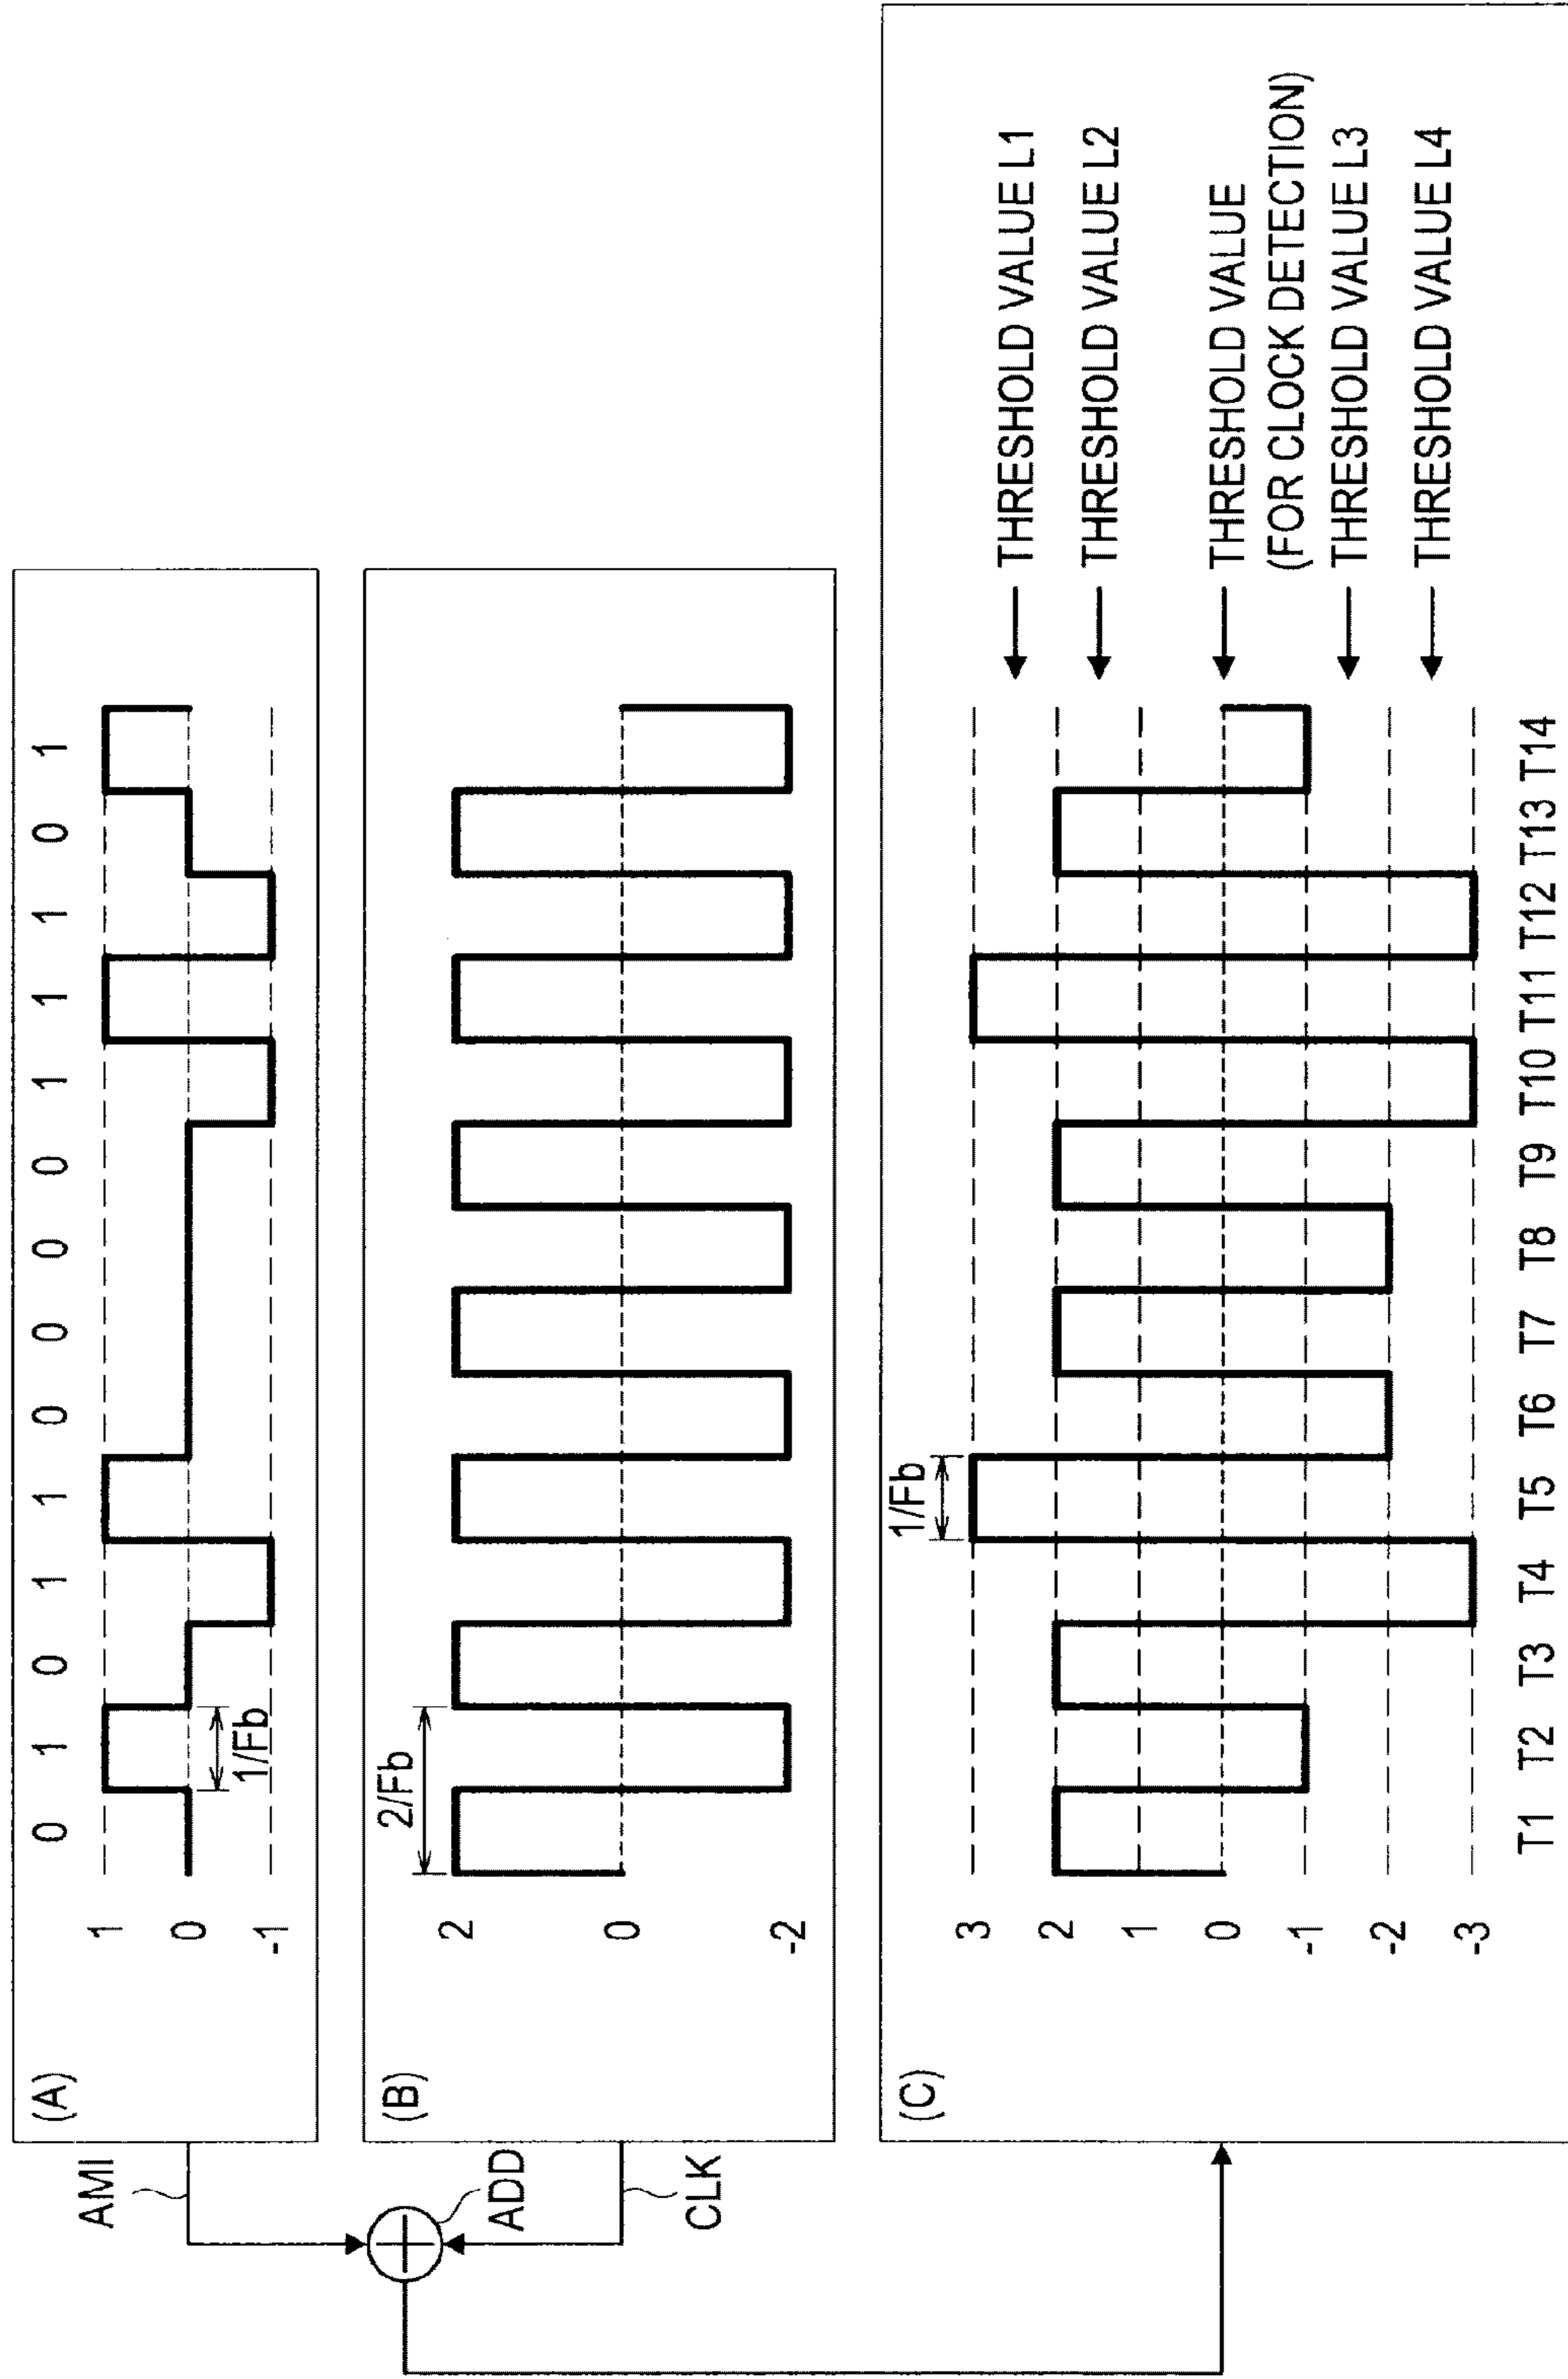 AMI
ADD
CLK
(A)
0 1 0 1 1 0 0 0 0 1 1 1 0 1
1
0
-1
1/Fb
(B)
2/Fb
2
0
-2
(C)
1/Fb
3
2
1
0
-1
-2
-3
T1 T2 T3 T4 T5 T6 T7 T8 T9 T10 T11 T12 T13 T14
THRESHOLD VALUE L1
THRESHOLD VALUE L2
THRESHOLD VALUE
(FOR CLOCK DETECTION)
THRESHOLD VALUE L3
THRESHOLD VALUE L4